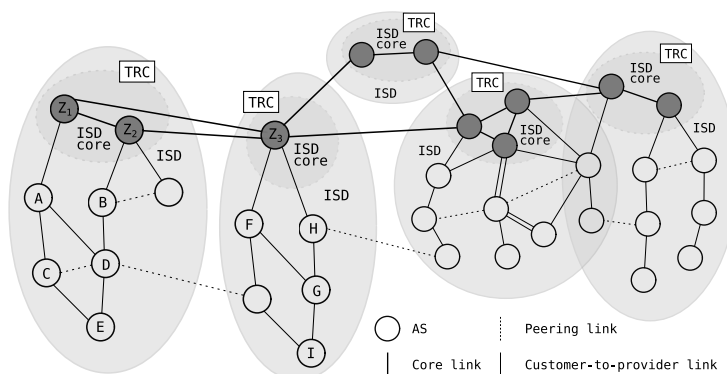 TRC
ISD
core
ISD
TRC
TRC
TRC
ISD
core
TRC
Z1
ISD
core
Z2
ISD
Z3
ISD
core
ISD
ISD
core
ISD
A
B
C
D
E
F
H
G
I
AS
Peering link
Core link
Customer-to-provider link